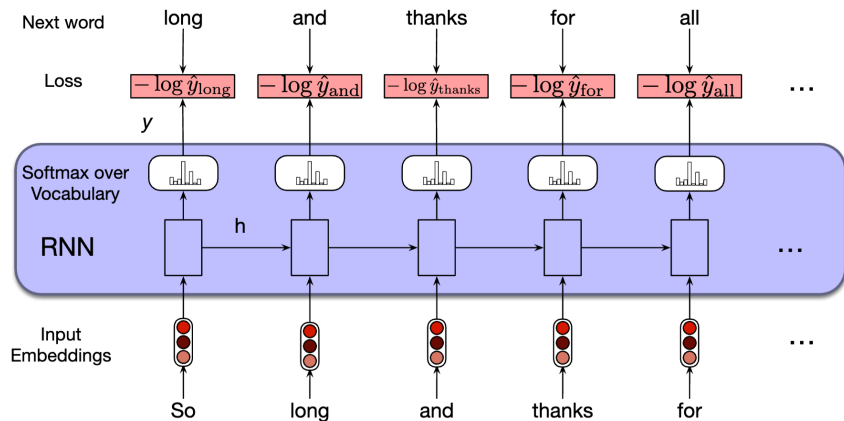 Next word long and thanks for all
Loss − log ŷlong − log ŷand − log ŷthanks − log ŷfor − log ŷall ...
y
Softmax over
Vocabulary
h
RNN ...
Input
Embeddings ...
So long and thanks for